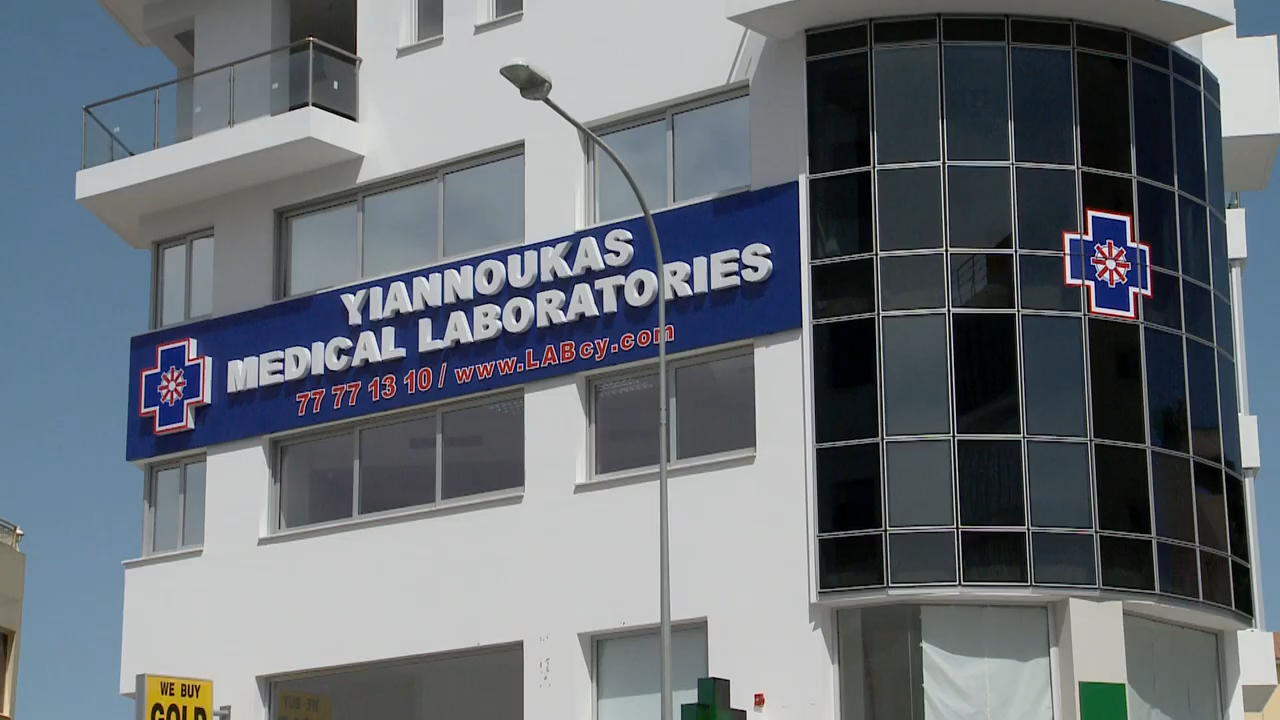 YIANNOUKAS
MEDICAL LABORATORIES
77 77 13 10 / www.LABcy.com
WE BUY
GOLD